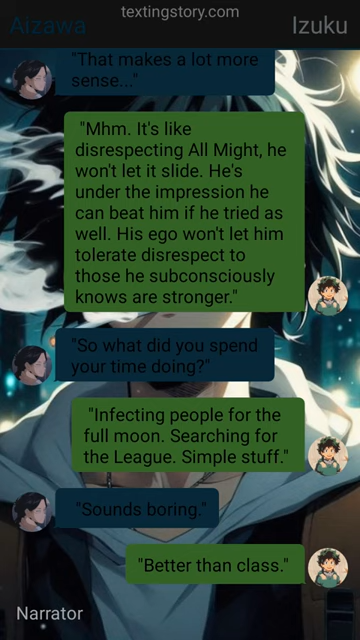 textingstory.com
Aizawa
Izuku
"That makes a lot more
sense..."
"Mhm. It's like
disrespecting All Might, he
won't let it slide. He's
under the impression he
can beat him if he tried as
well. His ego won't let him
tolerate disrespect to
those he subconsciously
knows are stronger."
"So what did you spend
your time doing?"
"Infecting people for the
full moon. Searching for
the League. Simple stuff."
"Sounds boring."
"Better than class."
Narrator